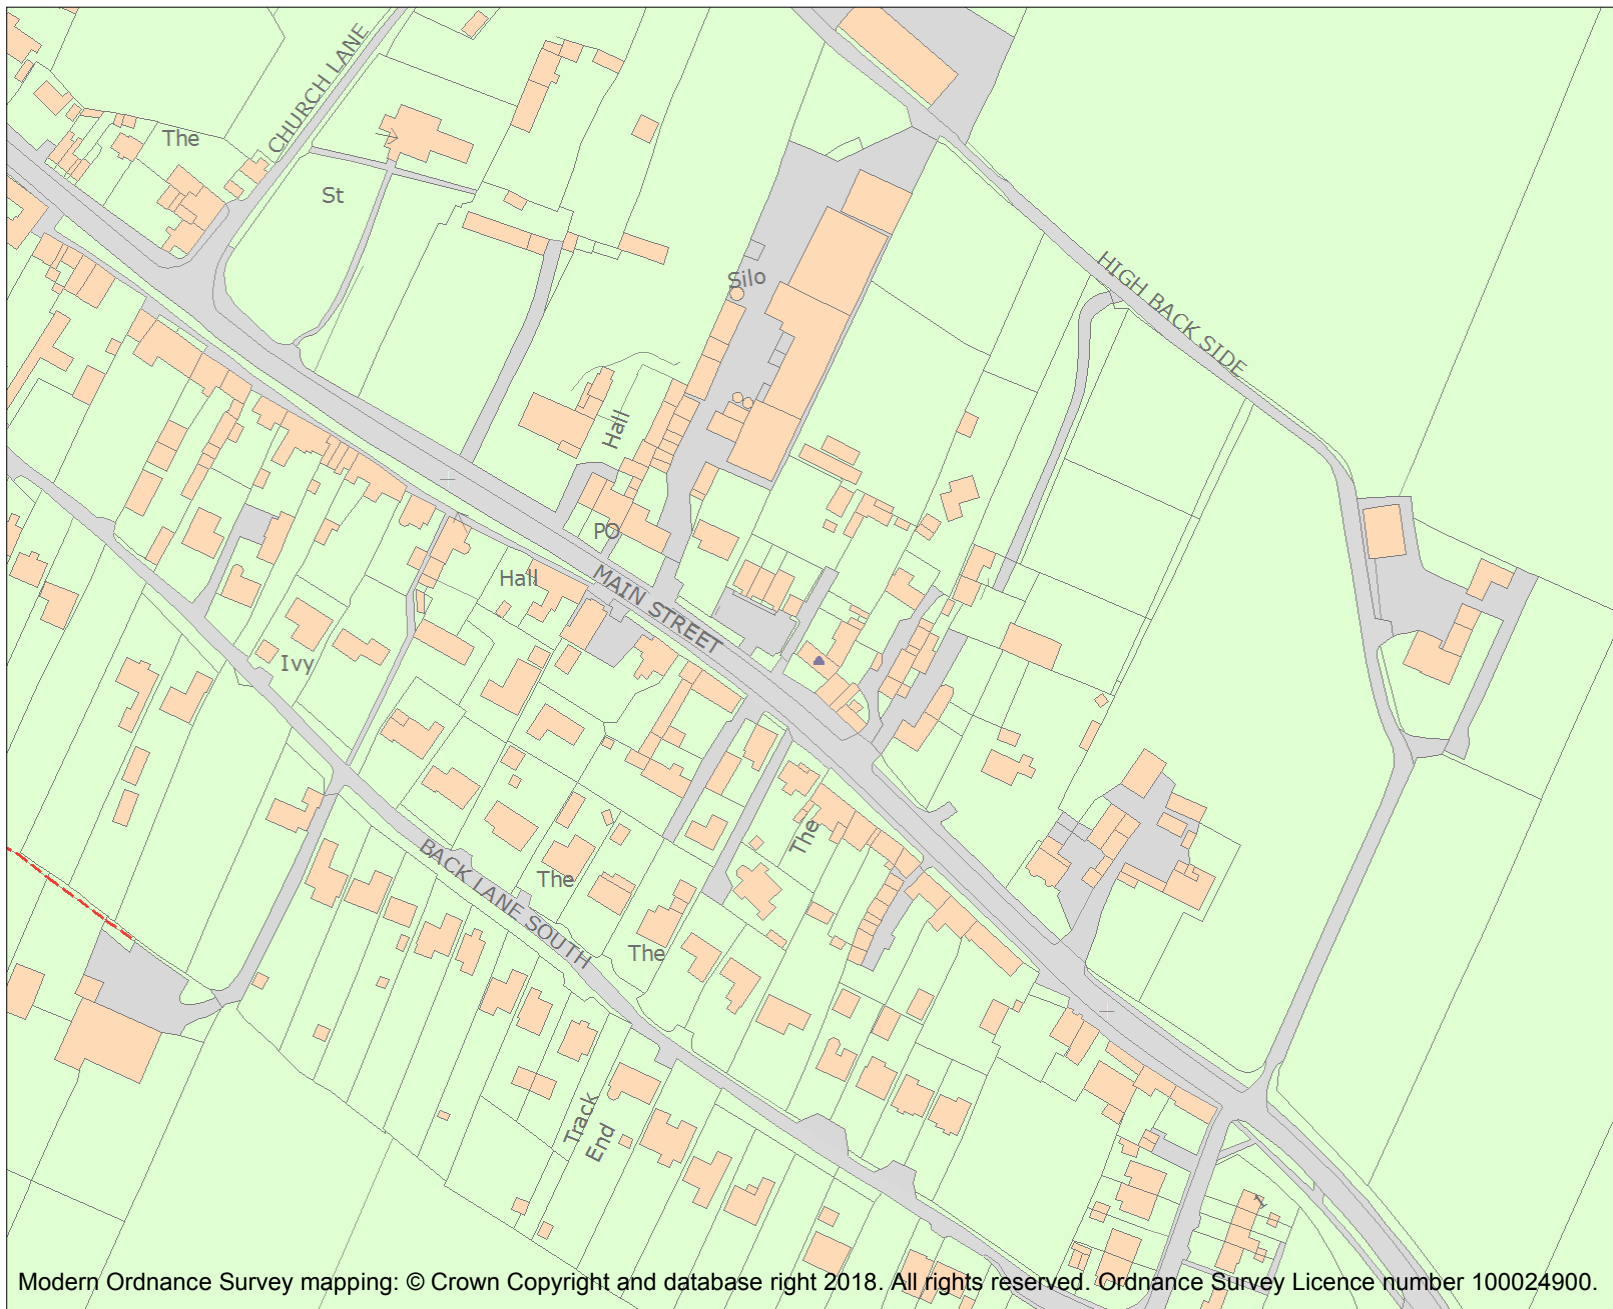 CHURCH LANE
The
St
Silo
HIGH BACK SIDE
Hall
PO
Hall
MAIN STREET
Ivy
The
BACK LANE SOUTH
The
The
Track
End
1
Modern Ordnance Survey mapping: © Crown Copyright and database right 2018. All rights reserved. Ordnance Survey Licence number 100024900.